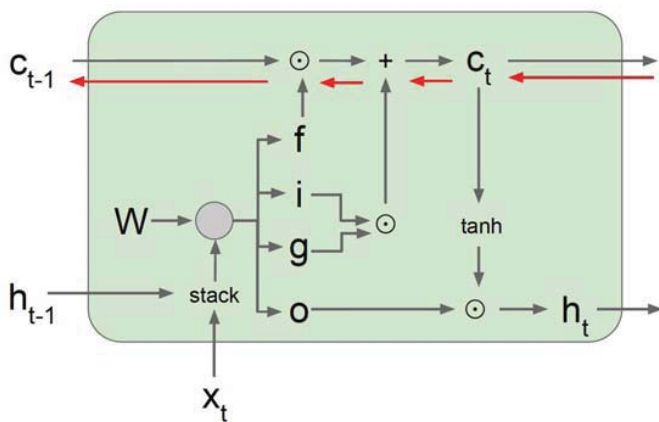 c_{t-1} ⊙ + c_t
f
i
W ⊙
g tanh
h_{t-1} stack
o ⊙ h_t
x_t